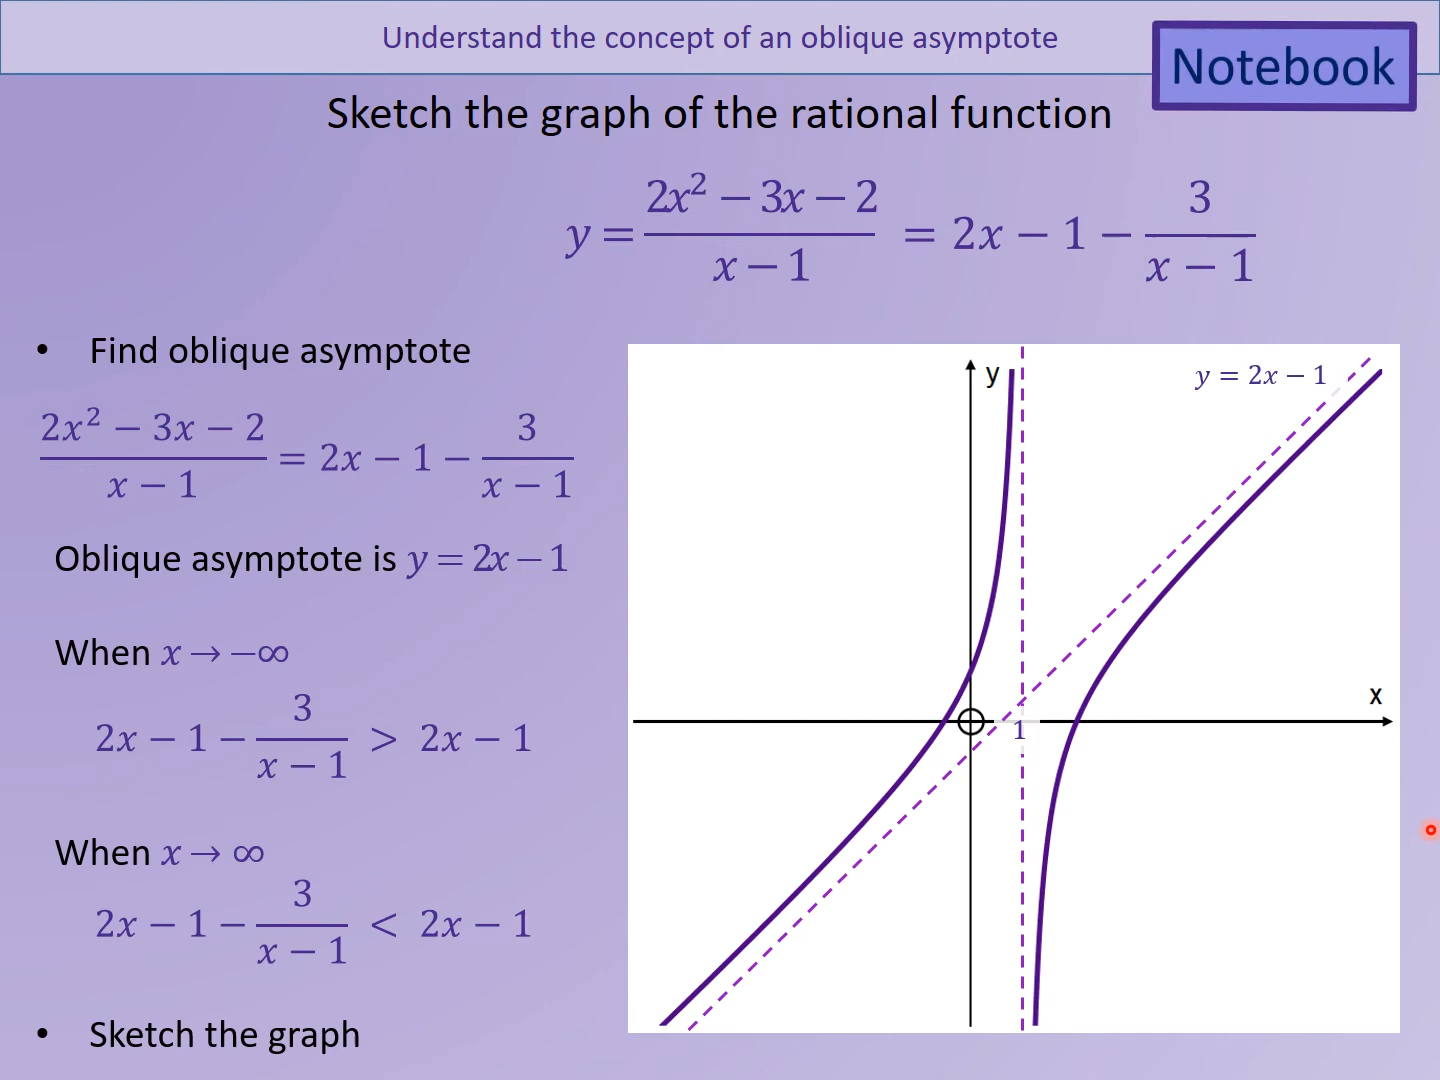 Understand the concept of an oblique asymptote
Notebook
Sketch the graph of the rational function
y = (2x² − 3x − 2)/(x − 1) = 2x − 1 − 3/(x − 1)
• Find oblique asymptote
(2x² − 3x − 2)/(x − 1) = 2x − 1 − 3/(x − 1)
Oblique asymptote is y = 2x − 1
When x → −∞
2x − 1 − 3/(x − 1) > 2x − 1
When x → ∞
2x − 1 − 3/(x − 1) < 2x − 1
• Sketch the graph
y
y = 2x − 1
x
1